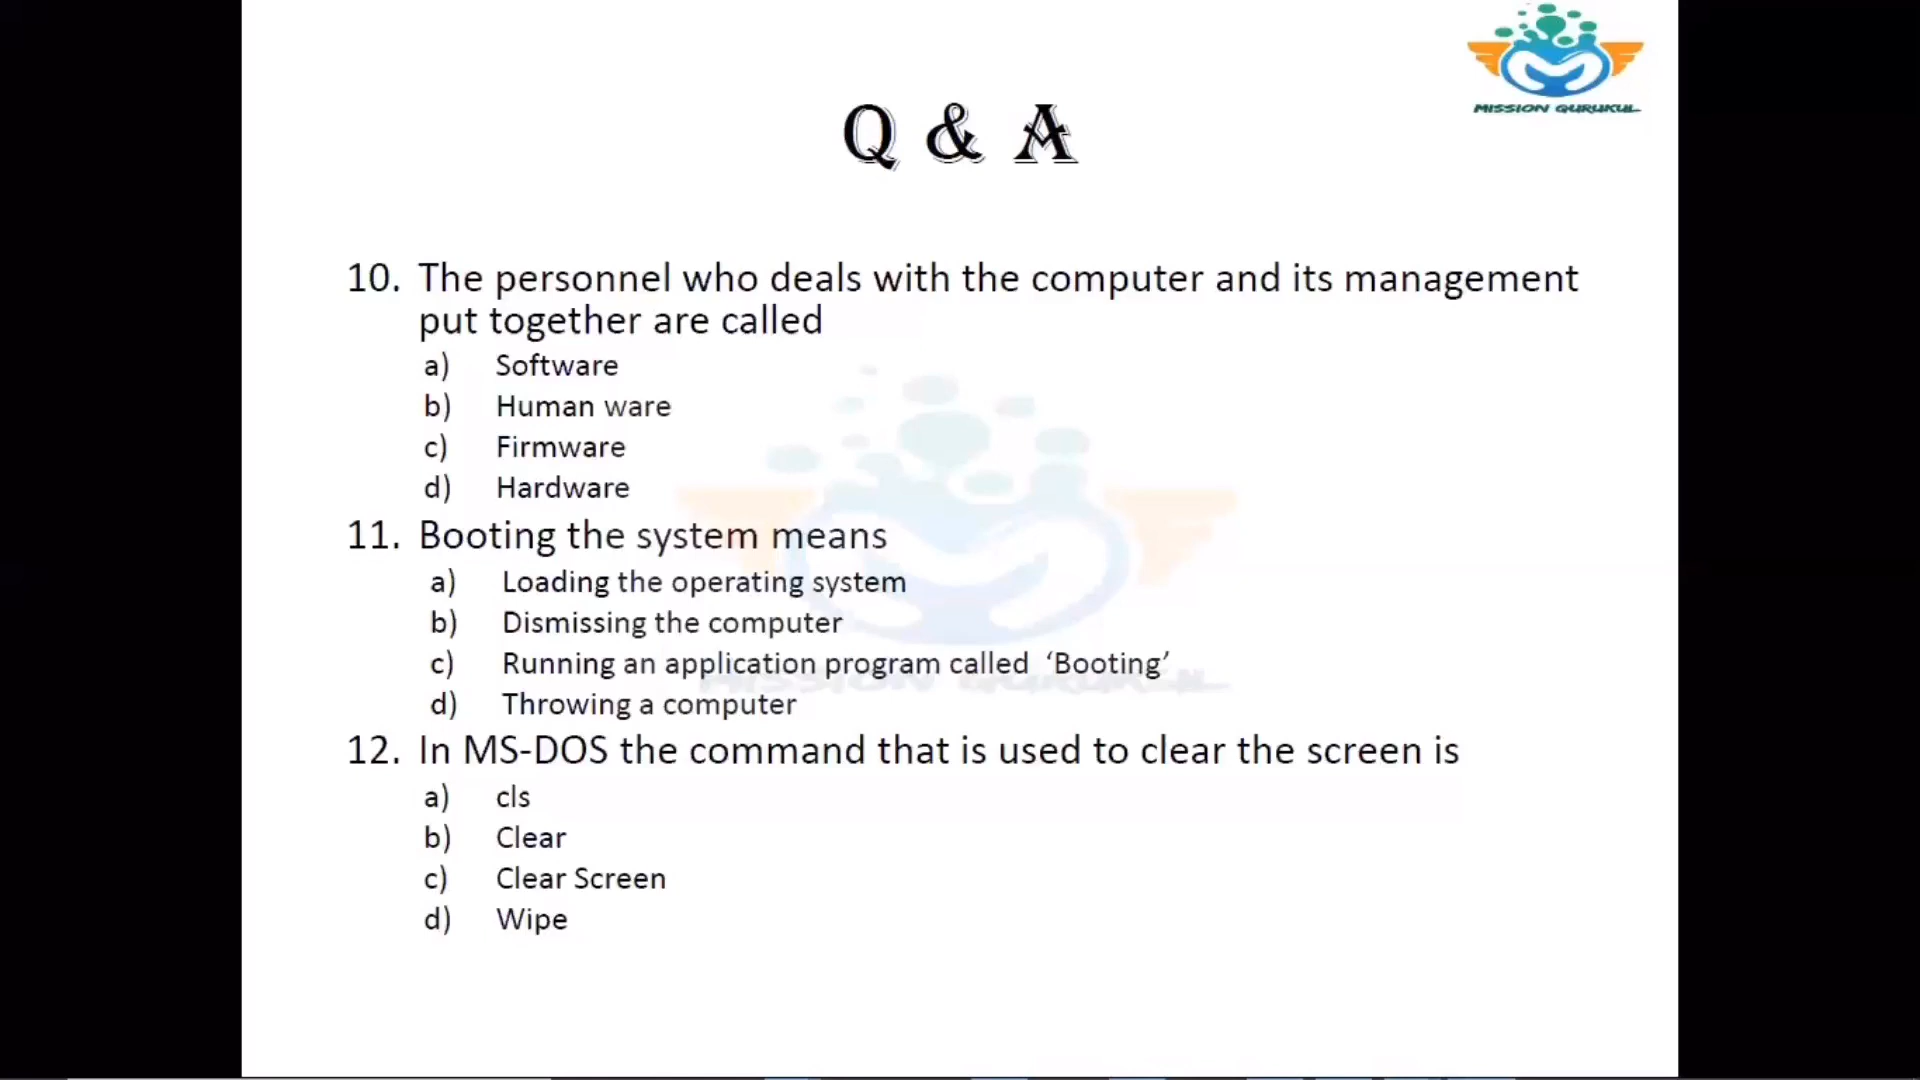 MISSION GURUKUL
Q & A
10. The personnel who deals with the computer and its management
put together are called
a) Software
b) Human ware
c) Firmware
d) Hardware
11. Booting the system means
a) Loading the operating system
b) Dismissing the computer
c) Running an application program called ‘Booting’
d) Throwing a computer
MISSION GURUKUL
12. In MS-DOS the command that is used to clear the screen is
a) cls
b) Clear
c) Clear Screen
d) Wipe